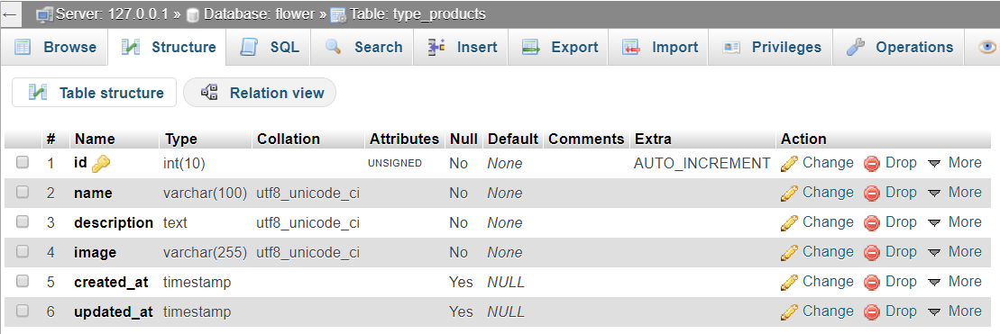 ← Server: 127.0.0.1 » Database: flower » Table: type_products
Browse Structure SQL Search Insert Export Import Privileges Operations
Table structure Relation view
# Name Type Collation Attributes Null Default Comments Extra Action
1 id int(10) UNSIGNED No None AUTO_INCREMENT Change Drop More
2 name varchar(100) utf8_unicode_ci No None Change Drop More
3 description text utf8_unicode_ci No None Change Drop More
4 image varchar(255) utf8_unicode_ci No None Change Drop More
5 created_at timestamp Yes NULL Change Drop More
6 updated_at timestamp Yes NULL Change Drop More